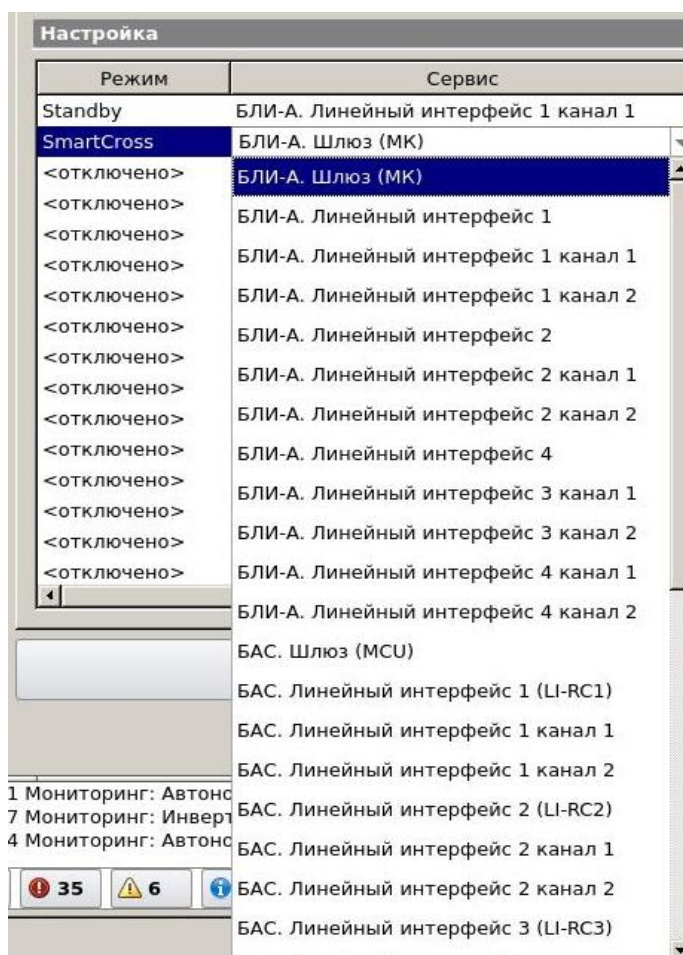 Настройка
Режим Сервис
Standby БЛИ-А. Линейный интерфейс 1 канал 1
SmartCross БЛИ-А. Шлюз (МК)
<отключено>
<отключено>
<отключено>
<отключено>
<отключено>
<отключено>
<отключено>
<отключено>
<отключено>
<отключено>
<отключено>
<отключено>
<отключено>
<отключено>
БЛИ-А. Шлюз (МК)
БЛИ-А. Линейный интерфейс 1
БЛИ-А. Линейный интерфейс 1 канал 1
БЛИ-А. Линейный интерфейс 1 канал 2
БЛИ-А. Линейный интерфейс 2
БЛИ-А. Линейный интерфейс 2 канал 1
БЛИ-А. Линейный интерфейс 2 канал 2
БЛИ-А. Линейный интерфейс 4
БЛИ-А. Линейный интерфейс 3 канал 1
БЛИ-А. Линейный интерфейс 3 канал 2
БЛИ-А. Линейный интерфейс 4 канал 1
БЛИ-А. Линейный интерфейс 4 канал 2
БАС. Шлюз (MCU)
БАС. Линейный интерфейс 1 (LI-RC1)
БАС. Линейный интерфейс 1 канал 1
БАС. Линейный интерфейс 1 канал 2
БАС. Линейный интерфейс 2 (LI-RC2)
БАС. Линейный интерфейс 2 канал 1
БАС. Линейный интерфейс 2 канал 2
БАС. Линейный интерфейс 3 (LI-RC3)
1 Мониторинг: Автоно
7 Мониторинг: Инверт
4 Мониторинг: Автоно
35 6